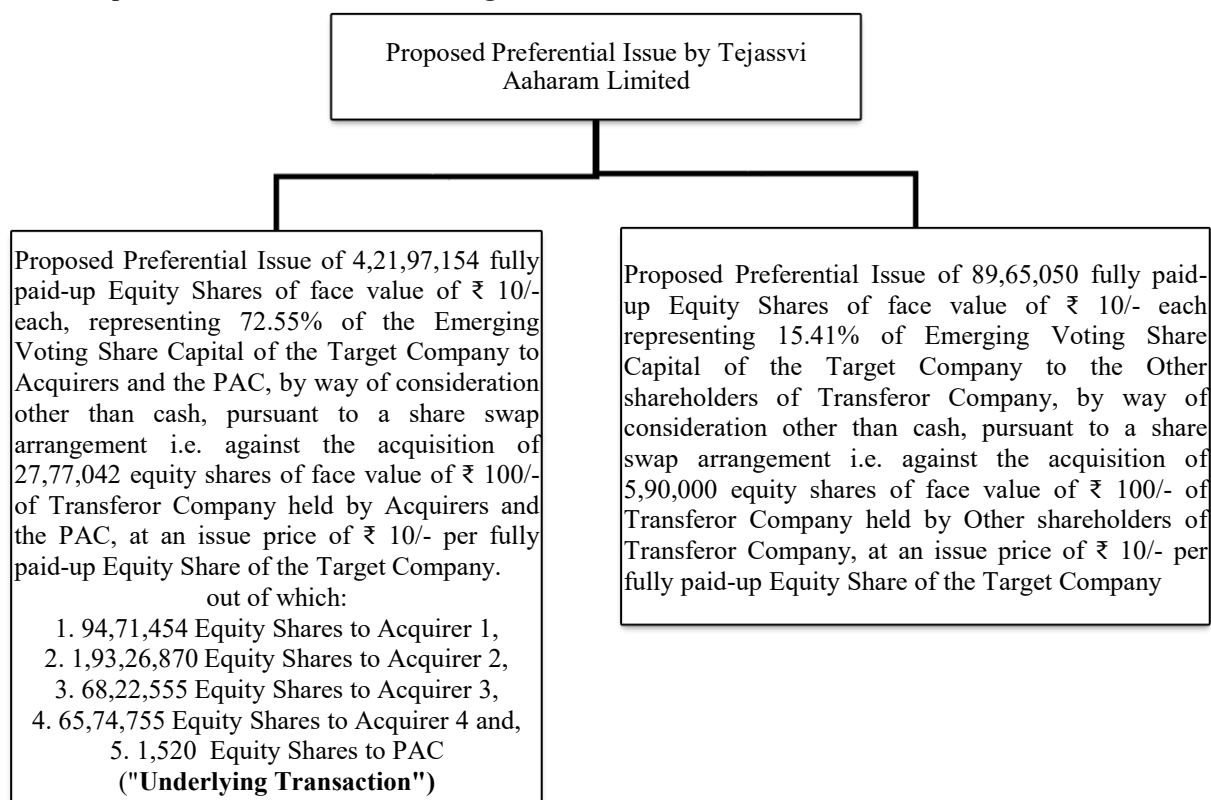 Proposed Preferential Issue by Tejassvi
Aaharam Limited
Proposed Preferential Issue of 4,21,97,154 fully
paid-up Equity Shares of face value of ₹ 10/-
each, representing 72.55% of the Emerging
Voting Share Capital of the Target Company to
Acquirers and the PAC, by way of consideration
other than cash, pursuant to a share swap
arrangement i.e. against the acquisition of
27,77,042 equity shares of face value of ₹ 100/-
of Transferor Company held by Acquirers and
the PAC, at an issue price of ₹ 10/- per fully
paid-up Equity Share of the Target Company.
out of which:
1. 94,71,454 Equity Shares to Acquirer 1,
2. 1,93,26,870 Equity Shares to Acquirer 2,
3. 68,22,555 Equity Shares to Acquirer 3,
4. 65,74,755 Equity Shares to Acquirer 4 and,
5. 1,520 Equity Shares to PAC
("Underlying Transaction")
Proposed Preferential Issue of 89,65,050 fully paid-
up Equity Shares of face value of ₹ 10/- each
representing 15.41% of Emerging Voting Share
Capital of the Target Company to the Other
shareholders of Transferor Company, by way of
consideration other than cash, pursuant to a share
swap arrangement i.e. against the acquisition of
5,90,000 equity shares of face value of ₹ 100/- of
Transferor Company held by Other shareholders of
Transferor Company, at an issue price of ₹ 10/- per
fully paid-up Equity Share of the Target Company